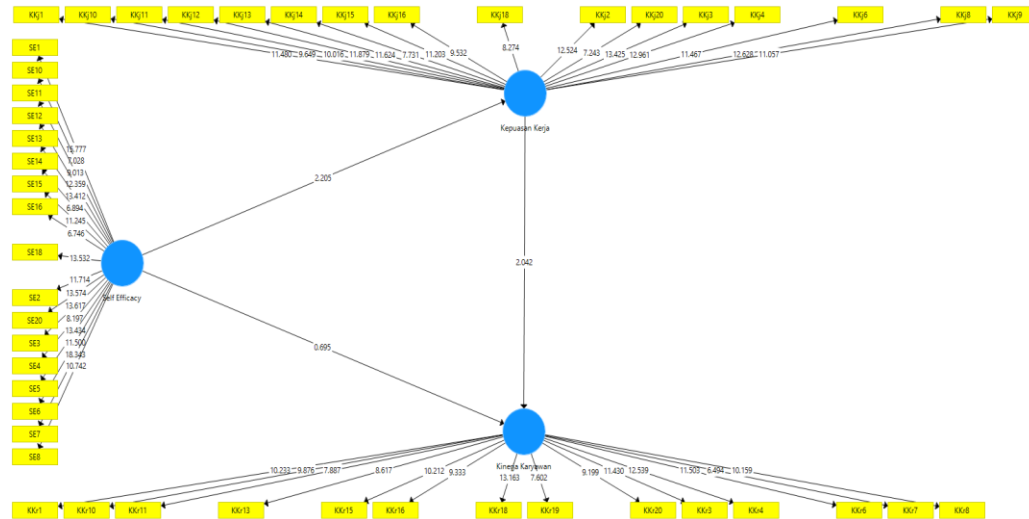 KKj1 KKj10 KKj11 KKj12 KKj13 KKj14 KKj15 KKj16 KKj18 KKj2 KKj20 KKj3 KKj4 KKj6 KKj8 KKj9
11.480 9.649 10.016 11.879 11.624 7.731 11.203 9.532 8.274 12.524 7.243 13.425 12.961 11.467 12.628 11.057
Kepuasan Kerja
SE1
SE10
SE11
SE12
SE13
SE14
SE15
SE16
SE18
SE2
SE20
SE3
SE4
SE5
SE6
SE7
SE8
7.028
12.359
13.412
6.894
11.245
6.746
13.532
11.714
13.574
13.617
8.197
13.434
11.500
18.343
10.742
Self Efficacy
2.205
2.042
0.695
Kinerja Karyawan
10.233 9.876 7.887 8.617 10.212 9.333 13.163 7.602 9.199 11.430 12.539 11.503 6.494 10.159
KKr1 KKr10 KKr11 KKr13 KKr15 KKr16 KKr18 KKr19 KKr20 KKr3 KKr4 KKr6 KKr7 KKr8